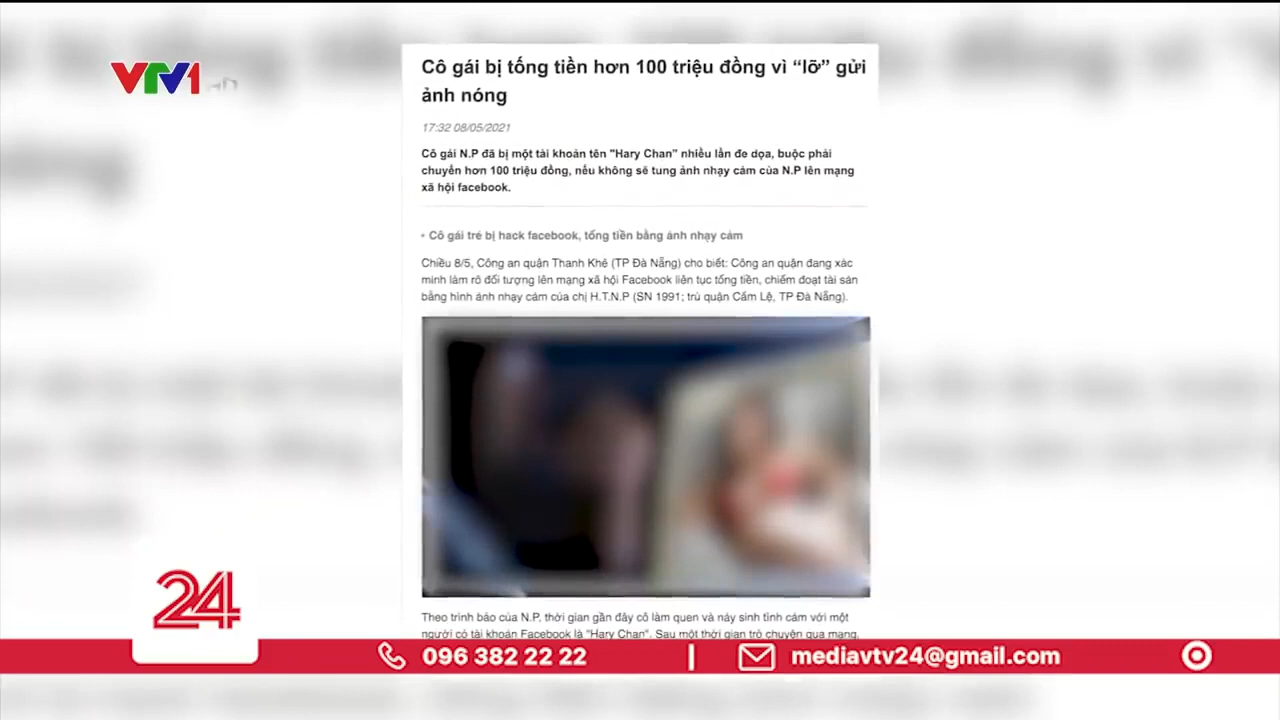 VTV1
HD
Cô gái bị tống tiền hơn 100 triệu đồng vì “lỡ” gửi
ảnh nóng
17:32 08/05/2021
Cô gái N.P đã bị một tài khoản tên "Hary Chan" nhiều lần đe dọa, buộc phải
chuyển hơn 100 triệu đồng, nếu không sẽ tung ảnh nhạy cảm của N.P lên mạng
xã hội facebook.
• Cô gái trẻ bị hack facebook, tống tiền bằng ảnh nhạy cảm
Chiều 8/5, Công an quận Thanh Khê (TP Đà Nẵng) cho biết: Công an quận đang xác
minh làm rõ đối tượng lên mạng xã hội Facebook liên tục tống tiền, chiếm đoạt tài sản
bằng hình ảnh nhạy cảm của chị H.T.N.P (SN 1991; trú quận Cẩm Lệ, TP Đà Nẵng).
Theo trình báo của N.P, thời gian gần đây cô làm quen và nảy sinh tình cảm với một
người có tài khoản Facebook là "Hary Chan". Sau một thời gian trò chuyện qua mạng,
24
096 382 22 22 | mediavtv24@gmail.com